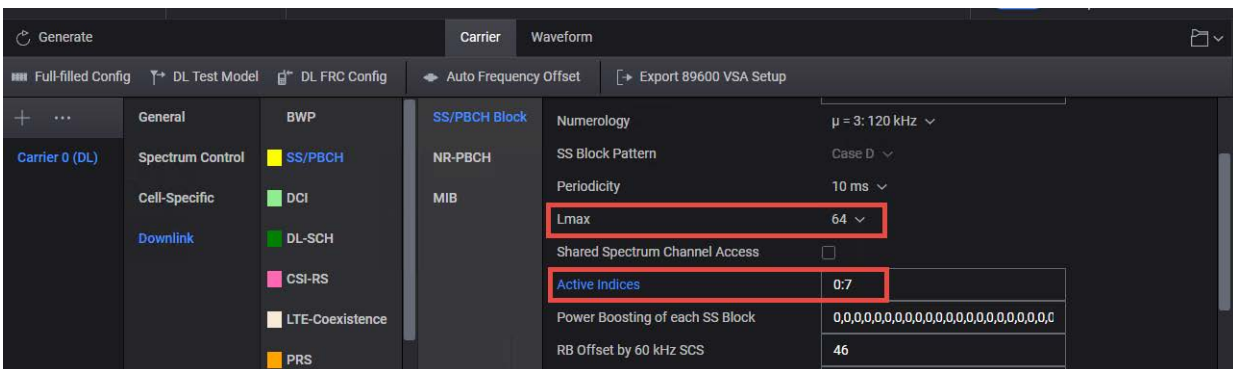 Generate
Carrier Waveform
Full-filled Config DL Test Model DL FRC Config Auto Frequency Offset Export 89600 VSA Setup
General BWP SS/PBCH Block Numerology μ = 3: 120 kHz
Carrier 0 (DL) Spectrum Control SS/PBCH NR-PBCH SS Block Pattern Case D
Periodicity 10 ms
Cell-Specific DCI MIB
Lmax 64
Downlink DL-SCH
Shared Spectrum Channel Access
CSI-RS Active Indices 0:7
LTE-Coexistence Power Boosting of each SS Block 0,0,0,0,0,0,0,0,0,0,0,0,0,0,0,0,0,0,0,0,0,0
PRS RB Offset by 60 kHz SCS 46